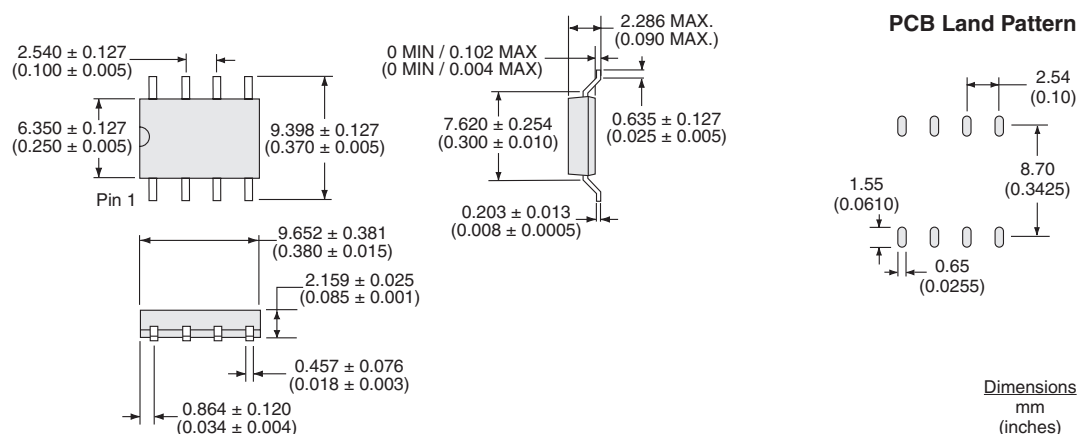 2.540 ± 0.127
(0.100 ± 0.005)
6.350 ± 0.127
(0.250 ± 0.005)
9.398 ± 0.127
(0.370 ± 0.005)
Pin 1
9.652 ± 0.381
(0.380 ± 0.015)
2.159 ± 0.025
(0.085 ± 0.001)
0.457 ± 0.076
(0.018 ± 0.003)
0.864 ± 0.120
(0.034 ± 0.004)
2.286 MAX.
(0.090 MAX.)
0 MIN / 0.102 MAX
(0 MIN / 0.004 MAX)
7.620 ± 0.254
(0.300 ± 0.010)
0.635 ± 0.127
(0.025 ± 0.005)
0.203 ± 0.013
(0.008 ± 0.0005)
PCB Land Pattern
2.54
(0.10)
8.70
(0.3425)
1.55
(0.0610)
0.65
(0.0255)
Dimensions
mm
(inches)